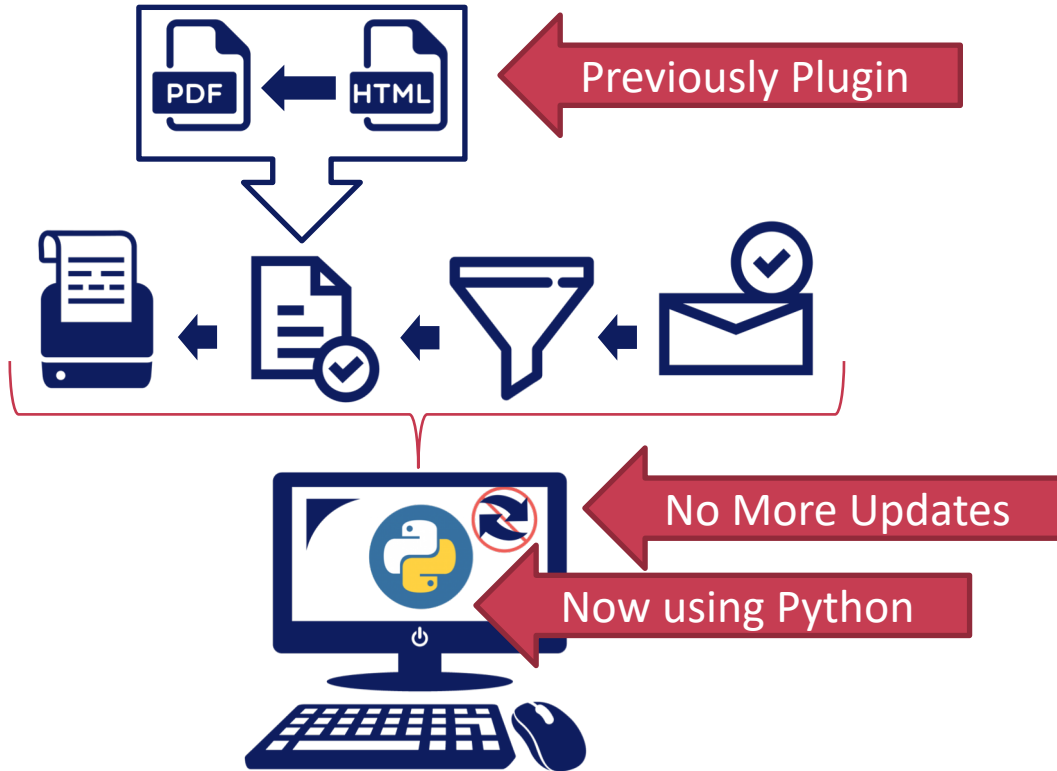 PDF
HTML
Previously Plugin
No More Updates
Now using Python